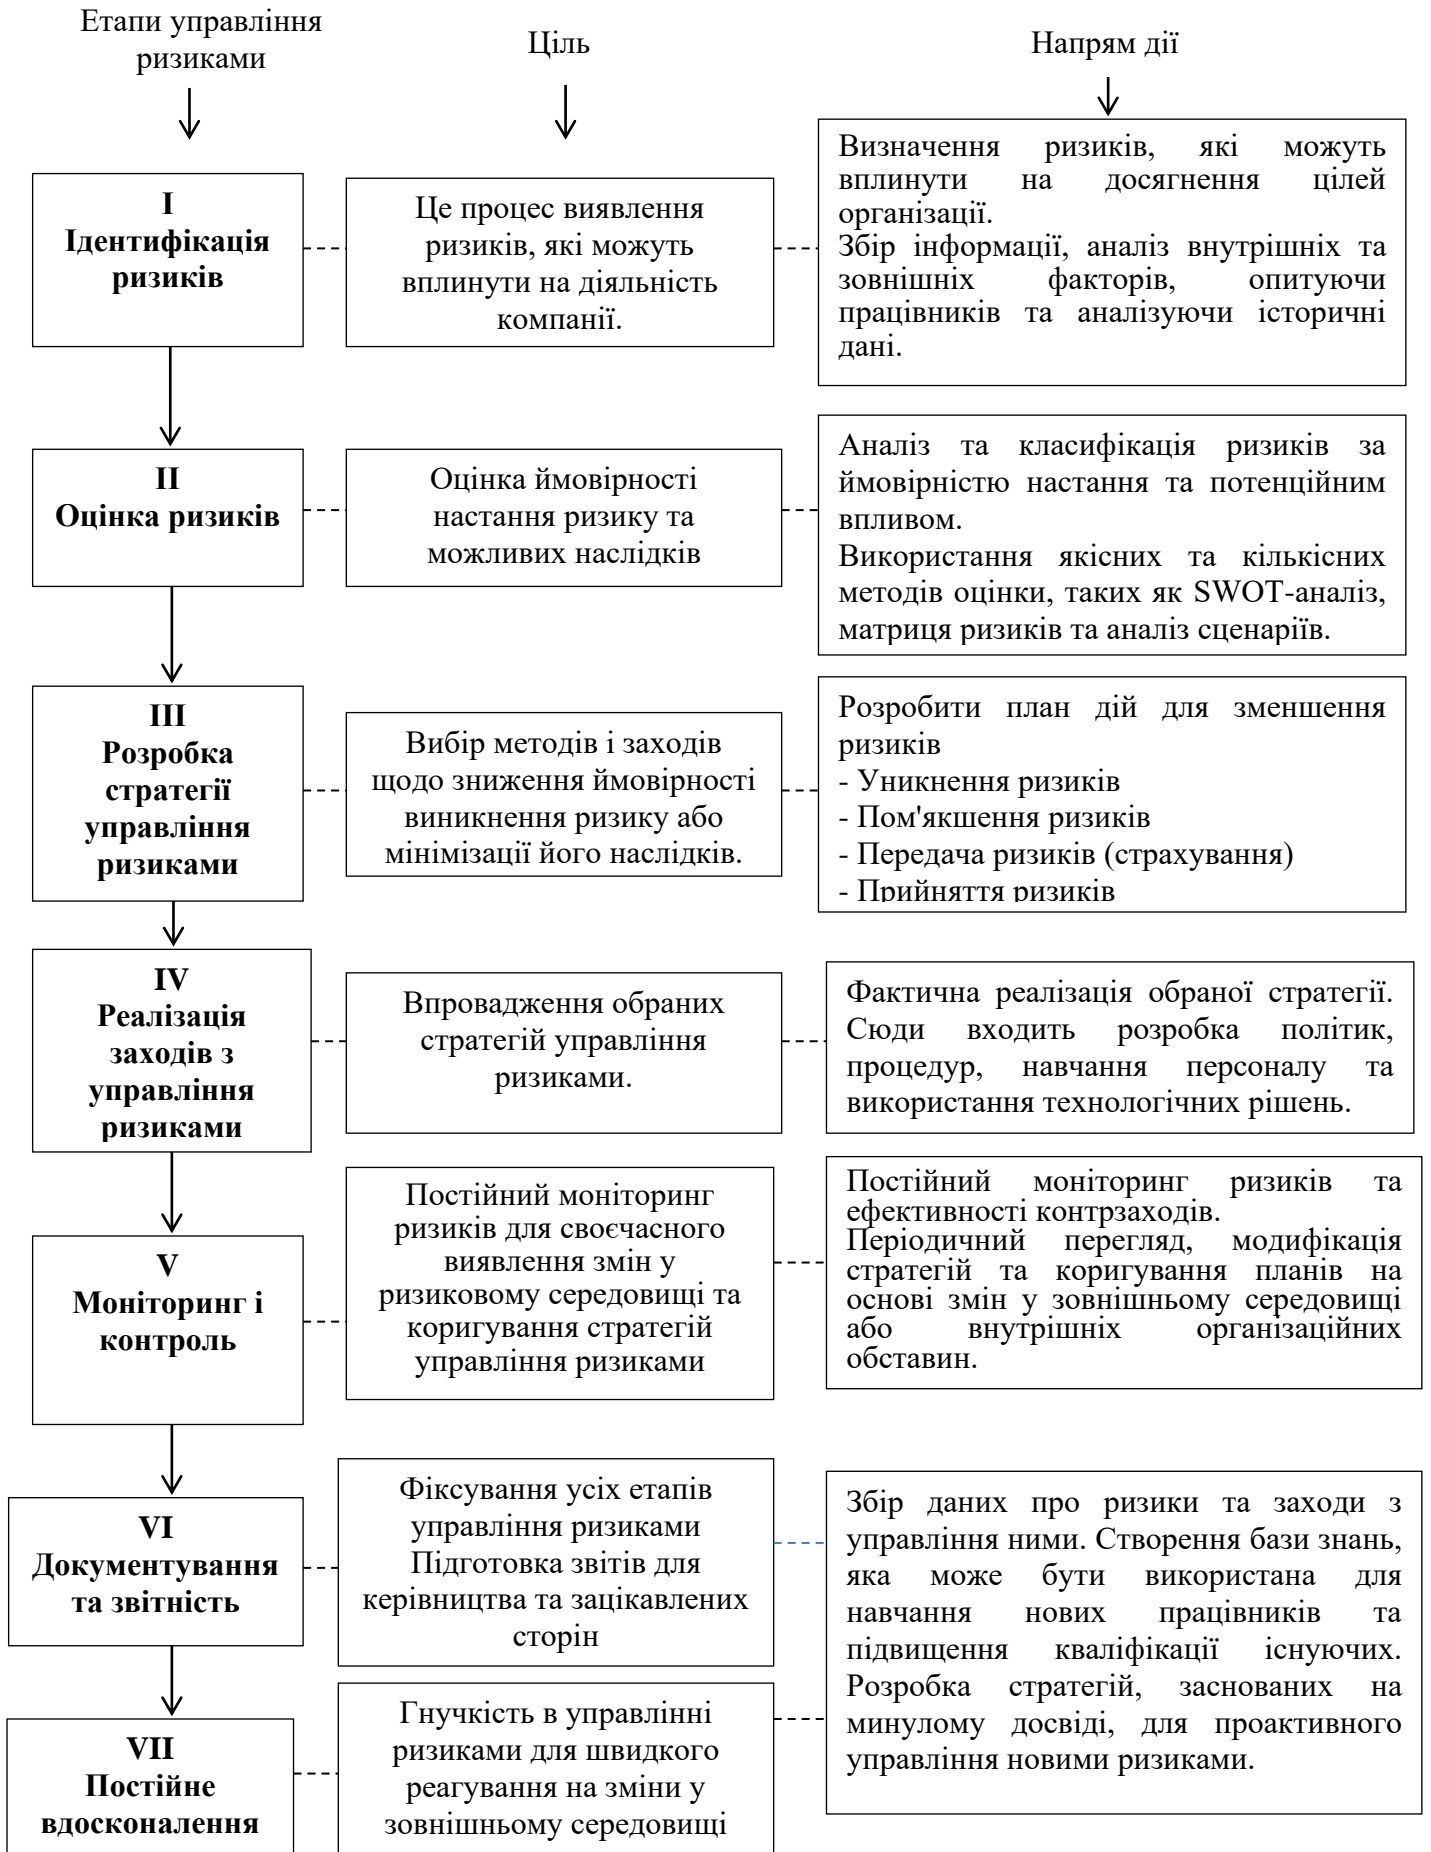 Етапи управління
ризиками
Ціль
Напрям дії
I
Ідентифікація
ризиків
Це процес виявлення
ризиків, які можуть
вплинути на діяльність
компанії.
Визначення ризиків, які можуть
вплинути на досягнення цілей
організації.
Збір інформації, аналіз внутрішніх та
зовнішніх факторів, опитуючи
працівників та аналізуючи історичні
дані.
II
Оцінка ризиків
Оцінка ймовірності
настання ризику та
можливих наслідків
Аналіз та класифікація ризиків за
ймовірністю настання та потенційним
впливом.
Використання якісних та кількісних
методів оцінки, таких як SWOT-аналіз,
матриця ризиків та аналіз сценаріїв.
III
Розробка
стратегії
управління
ризиками
Вибір методів і заходів
щодо зниження ймовірності
виникнення ризику або
мінімізації його наслідків.
Розробити план дій для зменшення
ризиків
- Уникнення ризиків
- Пом'якшення ризиків
- Передача ризиків (страхування)
- Прийняття ризиків
IV
Реалізація
заходів з
управління
ризиками
Впровадження обраних
стратегій управління
ризиками.
Фактична реалізація обраної стратегії.
Сюди входить розробка політик,
процедур, навчання персоналу та
використання технологічних рішень.
V
Моніторинг і
контроль
Постійний моніторинг
ризиків для своєчасного
виявлення змін у
ризиковому середовищі та
коригування стратегій
управління ризиками
Постійний моніторинг ризиків та
ефективності контрзаходів.
Періодичний перегляд, модифікація
стратегій та коригування планів на
основі змін у зовнішньому середовищі
або внутрішніх організаційних
обставин.
VI
Документування
та звітність
Фіксування усіх етапів
управління ризиками
Підготовка звітів для
керівництва та зацікавлених
сторін
Збір даних про ризики та заходи з
управління ними. Створення бази знань,
яка може бути використана для
навчання нових працівників та
підвищення кваліфікації існуючих.
Розробка стратегій, заснованих на
минулому досвіді, для проактивного
управління новими ризиками.
VII
Постійне
вдосконалення
Гнучкість в управлінні
ризиками для швидкого
реагування на зміни у
зовнішньому середовищі